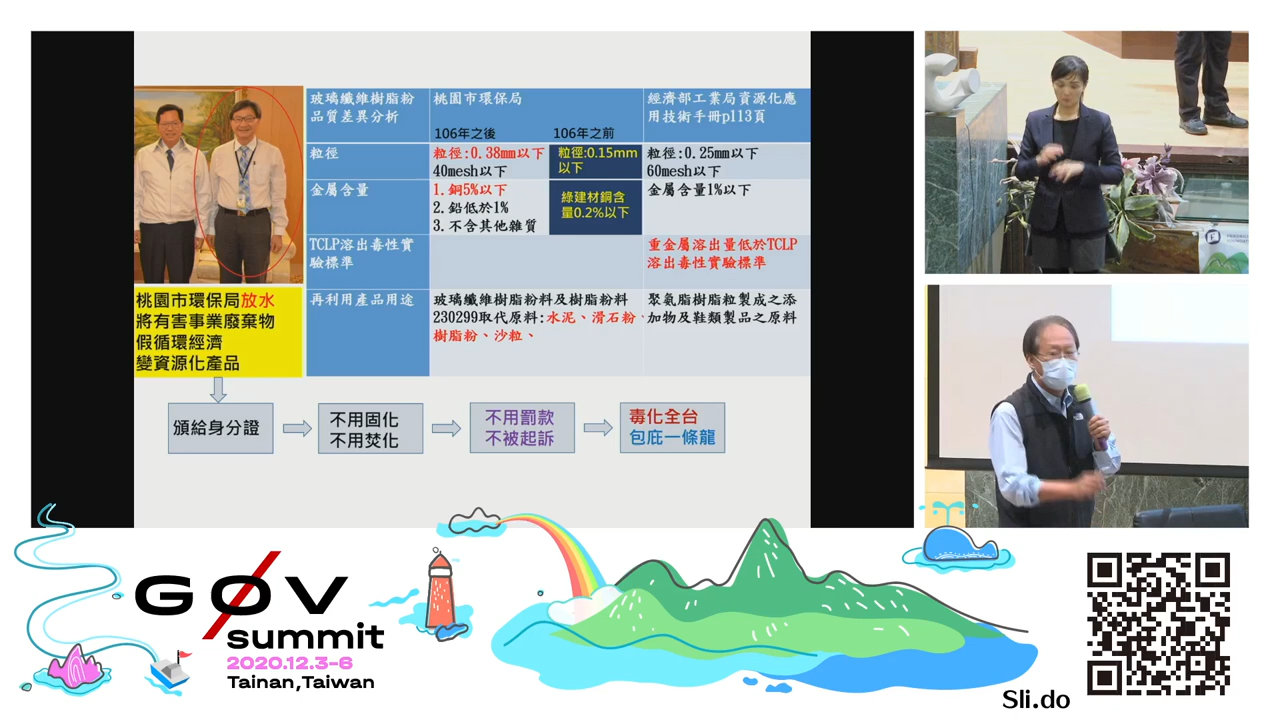 玻璃纖維樹脂粉
品質差異分析
桃園市環保局
106年之後
106年之前
經濟部工業局資源化應
用技術手冊p113頁
粒徑
粒徑:0.38mm以下
40mesh以下
粒徑:0.15mm
以下
粒徑:0.25mm以下
60mesh以下
金屬含量
1. 銅5%以下
2. 鉛低於1%
3. 不含其他雜質
綠建材銅含
量0.2%以下
金屬含量1%以下
TCLP溶出毒性實
驗標準
重金屬溶出量低於TCLP
溶出毒性實驗標準
再利用產品用途
玻璃纖維樹脂粉料及樹脂粉料
230299取代原料:水泥、滑石粉、
樹脂粉、沙粒、
聚氨脂樹脂粒製成之添
加物及鞋類製品之原料
桃園市環保局放水
將有害事業廢棄物
假循環經濟
變資源化產品
頒給身分證
不用固化
不用焚化
不用罰款
不被起訴
毒化全台
包庇一條龍
G0V
summit
2020.12.3-6
Tainan,Taiwan
Sli.do